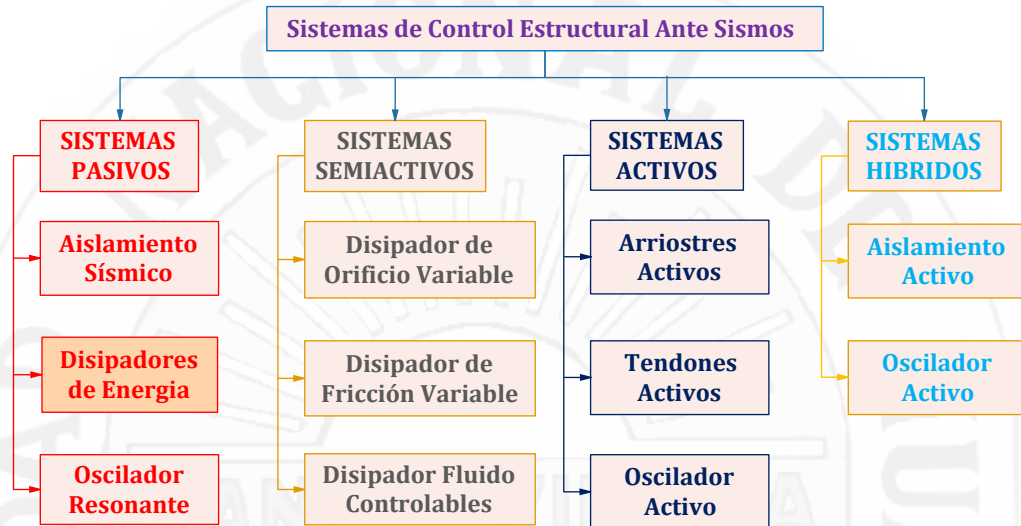 Sistemas de Control Estructural Ante Sismos
SISTEMAS
PASIVOS
Aislamiento
Sísmico
Disipadores
de Energia
Oscilador
Resonante
SISTEMAS
SEMIACTIVOS
Disipador de
Orificio Variable
Disipador de
Fricción Variable
Disipador Fluido
Controlables
SISTEMAS
ACTIVOS
Arriostres
Activos
Tendones
Activos
Oscilador
Activo
SISTEMAS
HIBRIDOS
Aislamiento
Activo
Oscilador
Activo